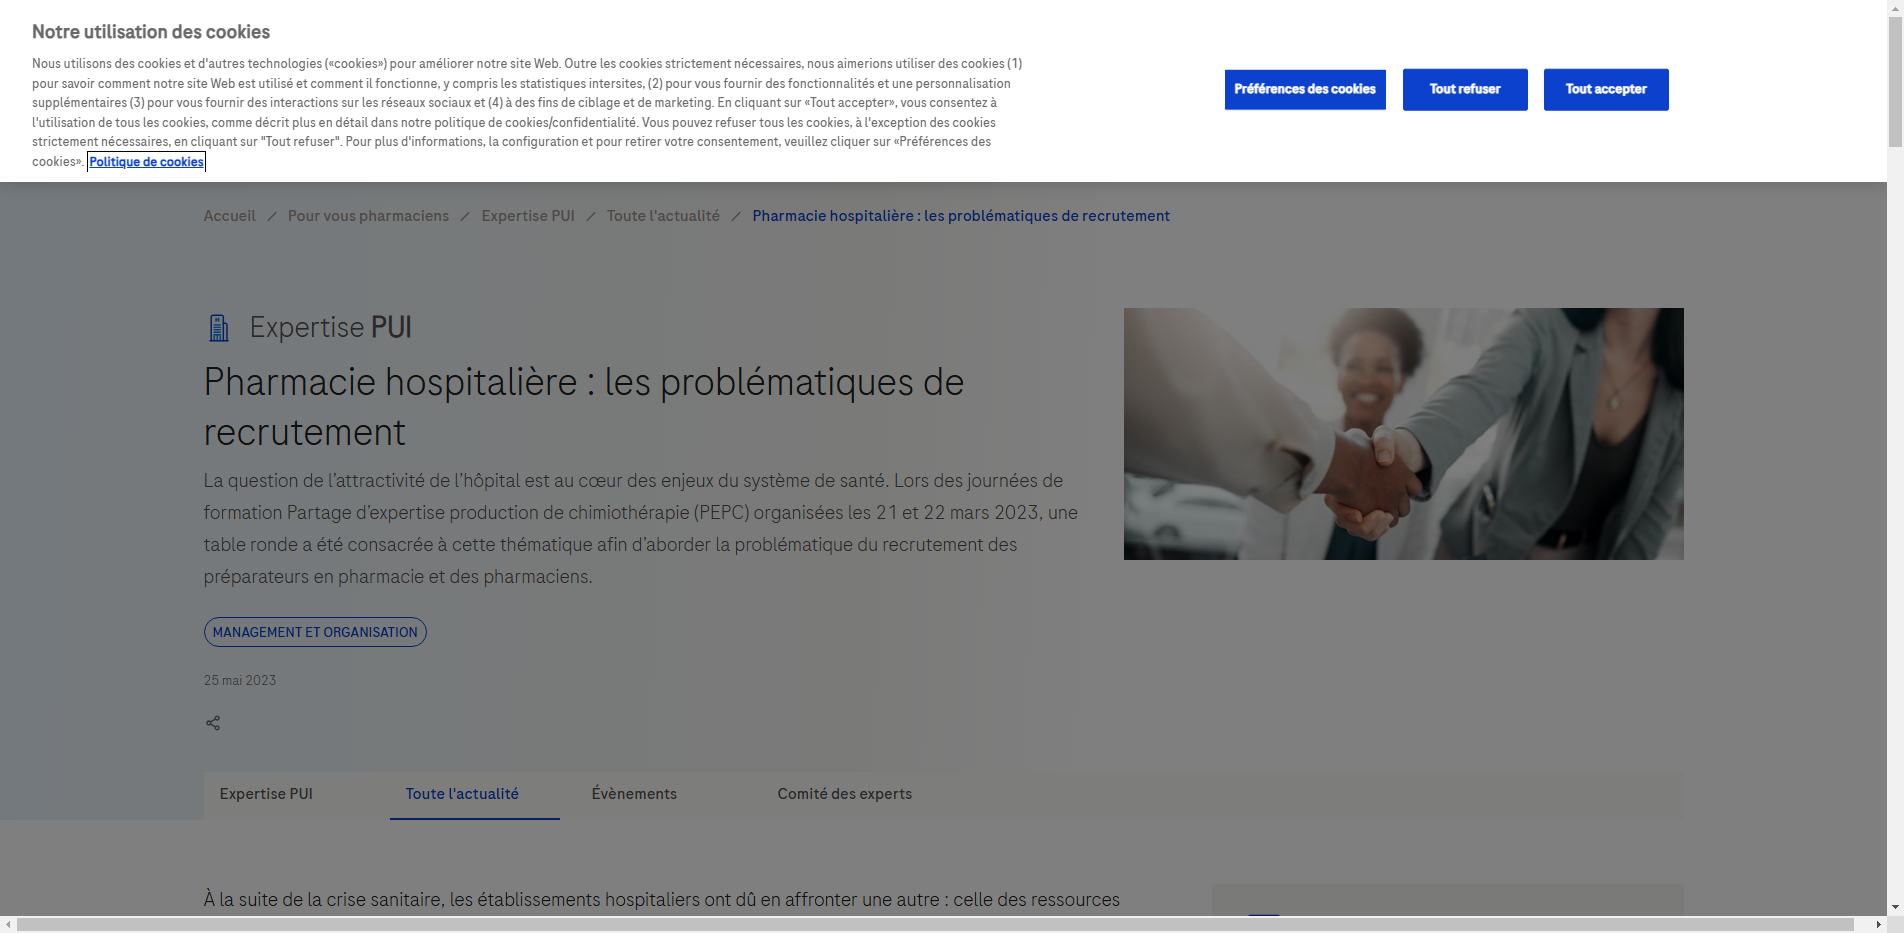 Notre utilisation des cookies
Nous utilisons des cookies et d'autres technologies («cookies») pour améliorer notre site Web. Outre les cookies strictement nécessaires, nous aimerions utiliser des cookies (1)
pour savoir comment notre site Web est utilisé et comment il fonctionne, y compris les statistiques intersites, (2) pour vous fournir des fonctionnalités et une personnalisation
supplémentaires (3) pour vous fournir des interactions sur les réseaux sociaux et (4) à des fins de ciblage et de marketing. En cliquant sur «Tout accepter», vous consentez à
l'utilisation de tous les cookies, comme décrit plus en détail dans notre politique de cookies/confidentialité. Vous pouvez refuser tous les cookies, à l'exception des cookies
strictement nécessaires, en cliquant sur "Tout refuser". Pour plus d'informations, la configuration et pour retirer votre consentement, veuillez cliquer sur «Préférences des
cookies». Politique de cookies
Préférences des cookies
Tout refuser
Tout accepter
Accueil / Pour vous pharmaciens / Expertise PUI / Toute l'actualité / Pharmacie hospitalière : les problématiques de recrutement
Expertise PUI
Pharmacie hospitalière : les problématiques de
recrutement
La question de l’attractivité de l’hôpital est au cœur des enjeux du système de santé. Lors des journées de
formation Partage d’expertise production de chimiothérapie (PEPC) organisées les 21 et 22 mars 2023, une
table ronde a été consacrée à cette thématique afin d’aborder la problématique du recrutement des
préparateurs en pharmacie et des pharmaciens.
MANAGEMENT ET ORGANISATION
25 mai 2023
Expertise PUI
Toute l'actualité
Évènements
Comité des experts
À la suite de la crise sanitaire, les établissements hospitaliers ont dû en affronter une autre : celle des ressources